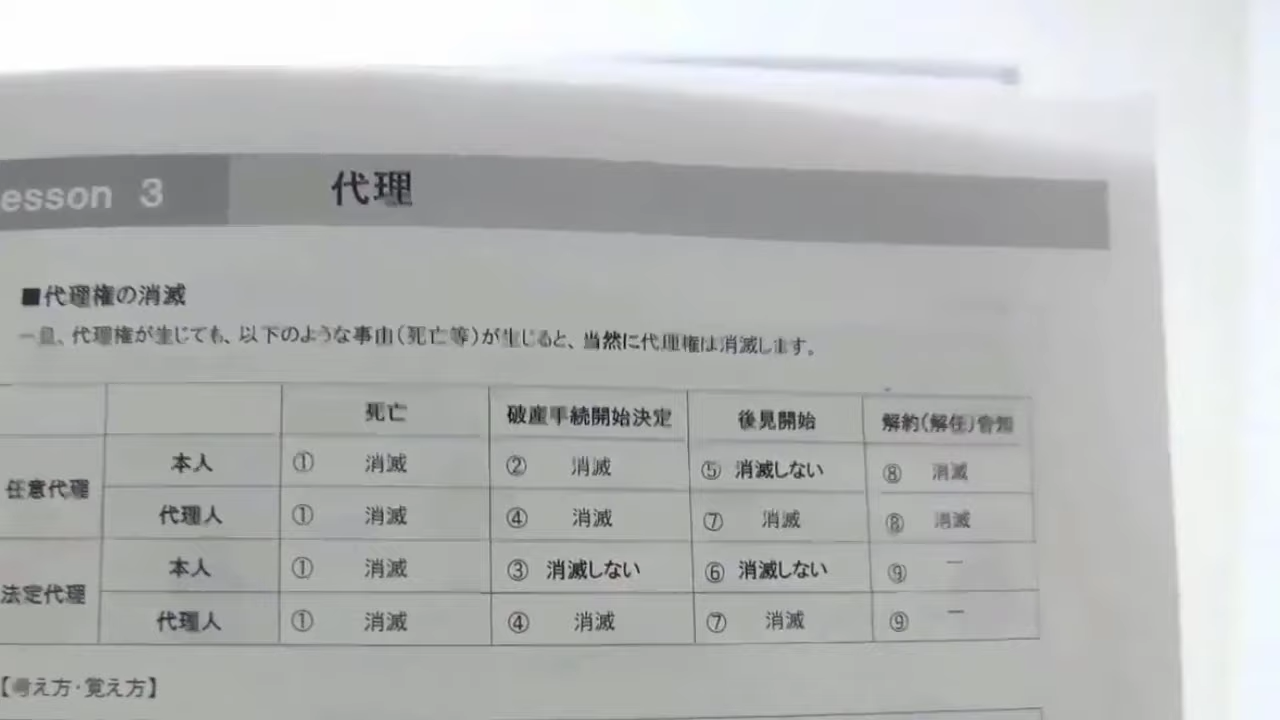 esson 3 代理
■代理権の消滅
一旦、代理権が生じても、以下のような事由(死亡等)が生じると、当然に代理権は消滅します。
死亡 破産手続開始決定 後見開始 解約(解任)告知
任意代理 本人 ① 消滅 ② 消滅 ⑤ 消滅しない ⑧ 消滅
代理人 ① 消滅 ④ 消滅 ⑦ 消滅 ⑧ 消滅
法定代理 本人 ① 消滅 ③ 消滅しない ⑥ 消滅しない ⑨ ―
代理人 ① 消滅 ④ 消滅 ⑦ 消滅 ⑨ ―
【考え方・覚え方】